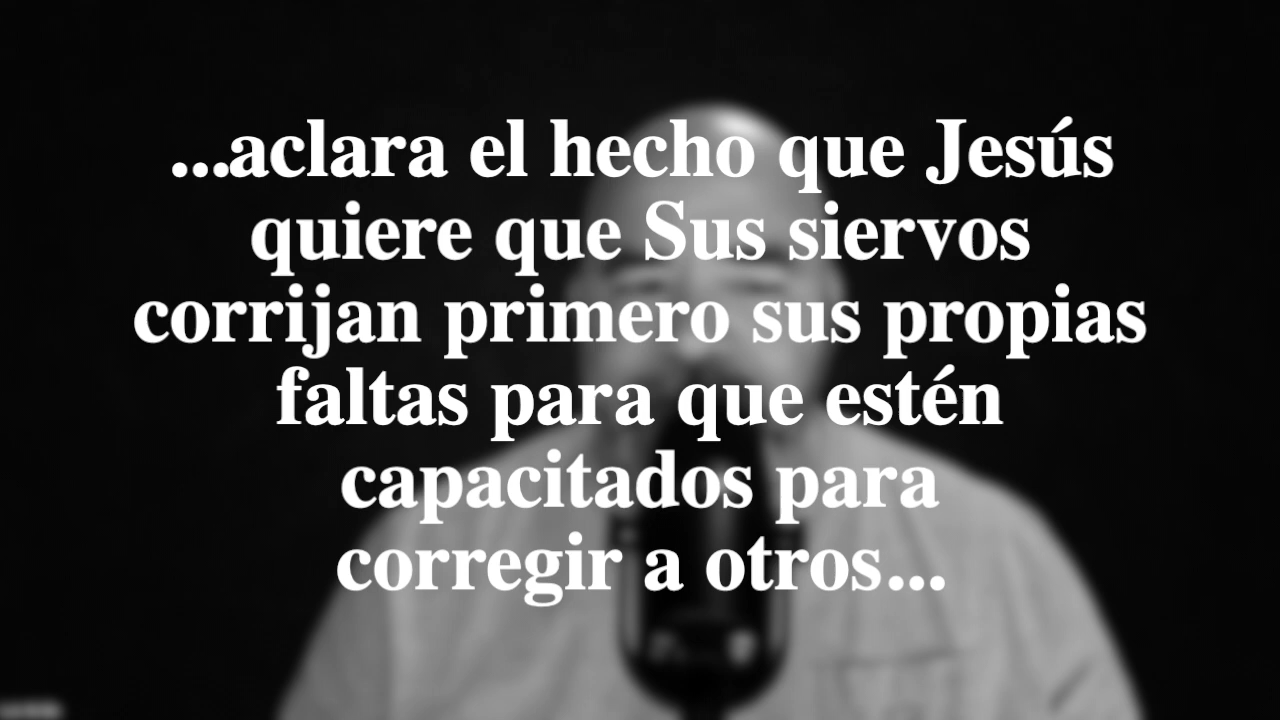 ...aclara el hecho que Jesús
quiere que Sus siervos
corrijan primero sus propias
faltas para que estén
capacitados para
corregir a otros...